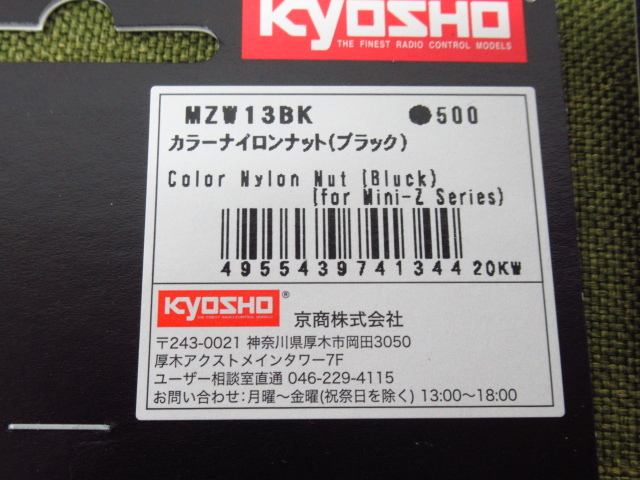 KYOSHO
THE FINEST RADIO CONTROL MODELS
MZW13BK ●500
カラーナイロンナット(ブラック)
Color Nylon Nut (Bluck)
(for Mini-Z Series)
4955439741344 20KW
KYOSHO ® 京商株式会社
THE FINEST RADIO CONTROL MODELS
〒243-0021 神奈川県厚木市岡田3050
厚木アクストメインタワー7F
ユーザー相談室直通 046-229-4115
お問い合わせ:月曜〜金曜(祝祭日を除く) 13:00〜18:00